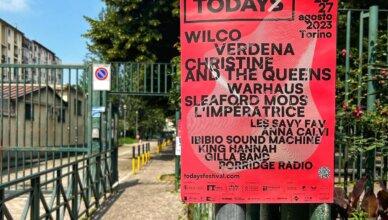 TODAYS
27
agosto
2023
Torino
WILCO
VERDENA
CHRISTINE
AND THE QUEENS
WARHAUS
SLEAFORD MODS
L'IMPERATRICE
LES SAVY FAV
ANNA CALVI
IBIBIO SOUND MACHINE
KING HANNAH
GILLA BAND
PORRIDGE RADIO
todaysfestival.com